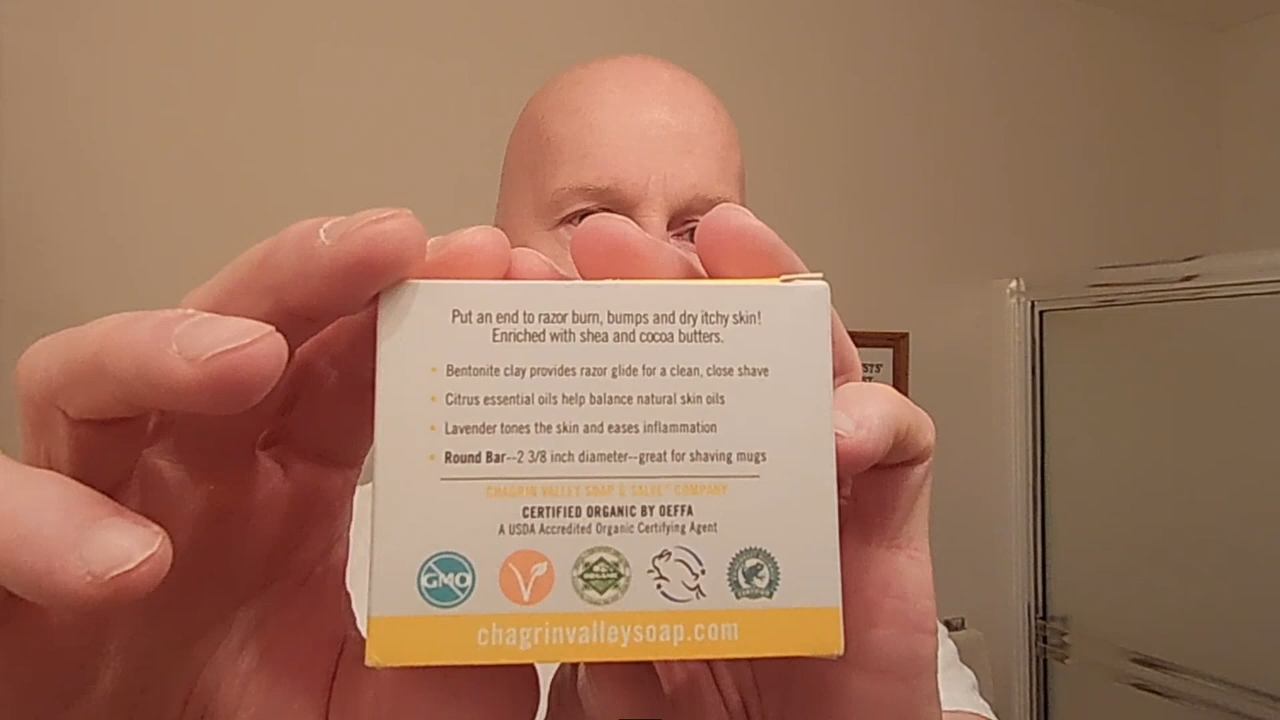 Put an end to razor burn, bumps and dry itchy skin!
Enriched with shea and cocoa butters.
• Bentonite clay provides razor glide for a clean, close shave
• Citrus essential oils help balance natural skin oils
• Lavender tones the skin and eases inflammation
• Round Bar--2 3/8 inch diameter--great for shaving mugs
CHAGRIN VALLEY SOAP & SALVE™ COMPANY
CERTIFIED ORGANIC BY OEFFA
A USDA Accredited Organic Certifying Agent
GMO
V
ORGANIC
CERTIFIED
chagrinvalleysoap.com